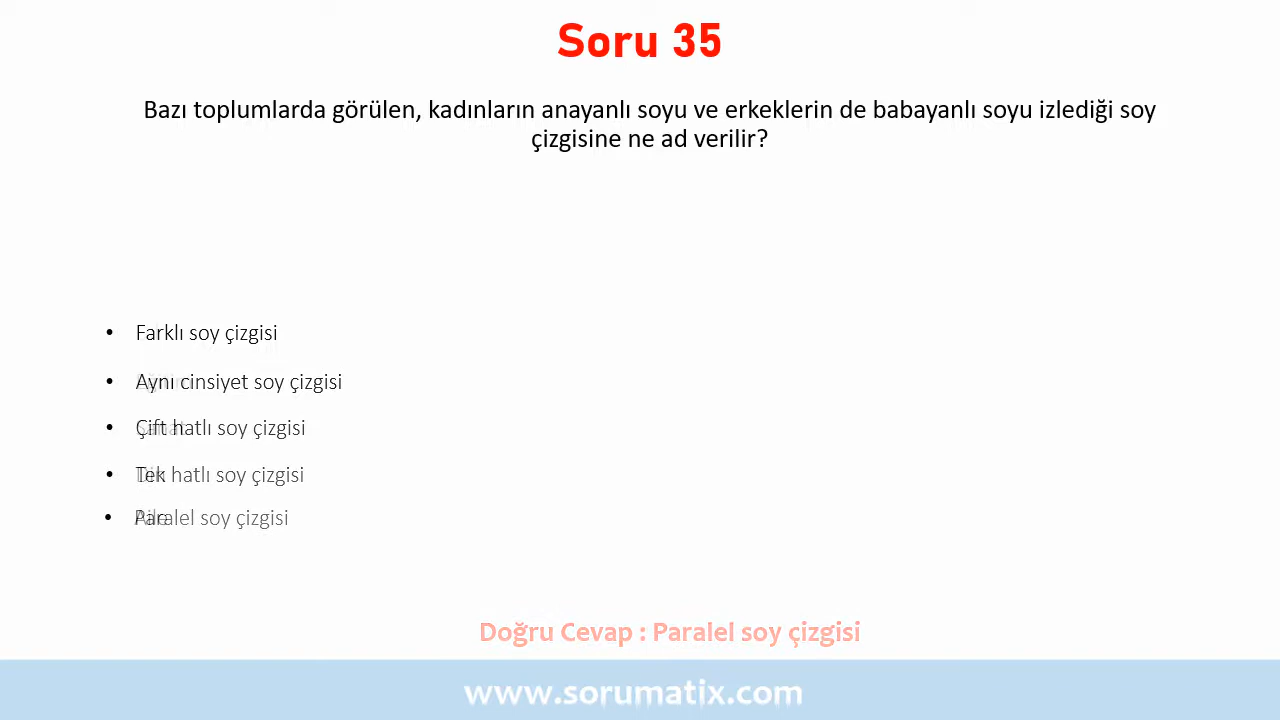 Soru 35
Bazı toplumlarda görülen, kadınların anayanlı soyu ve erkeklerin de babayanlı soyu izlediği soy
çizgisine ne ad verilir?
• Farklı soy çizgisi
• Aynı cinsiyet soy çizgisi
• Çift hatlı soy çizgisi
• Tek hatlı soy çizgisi
• Paralel soy çizgisi
Doğru Cevap : Paralel soy çizgisi
www.sorumatix.com